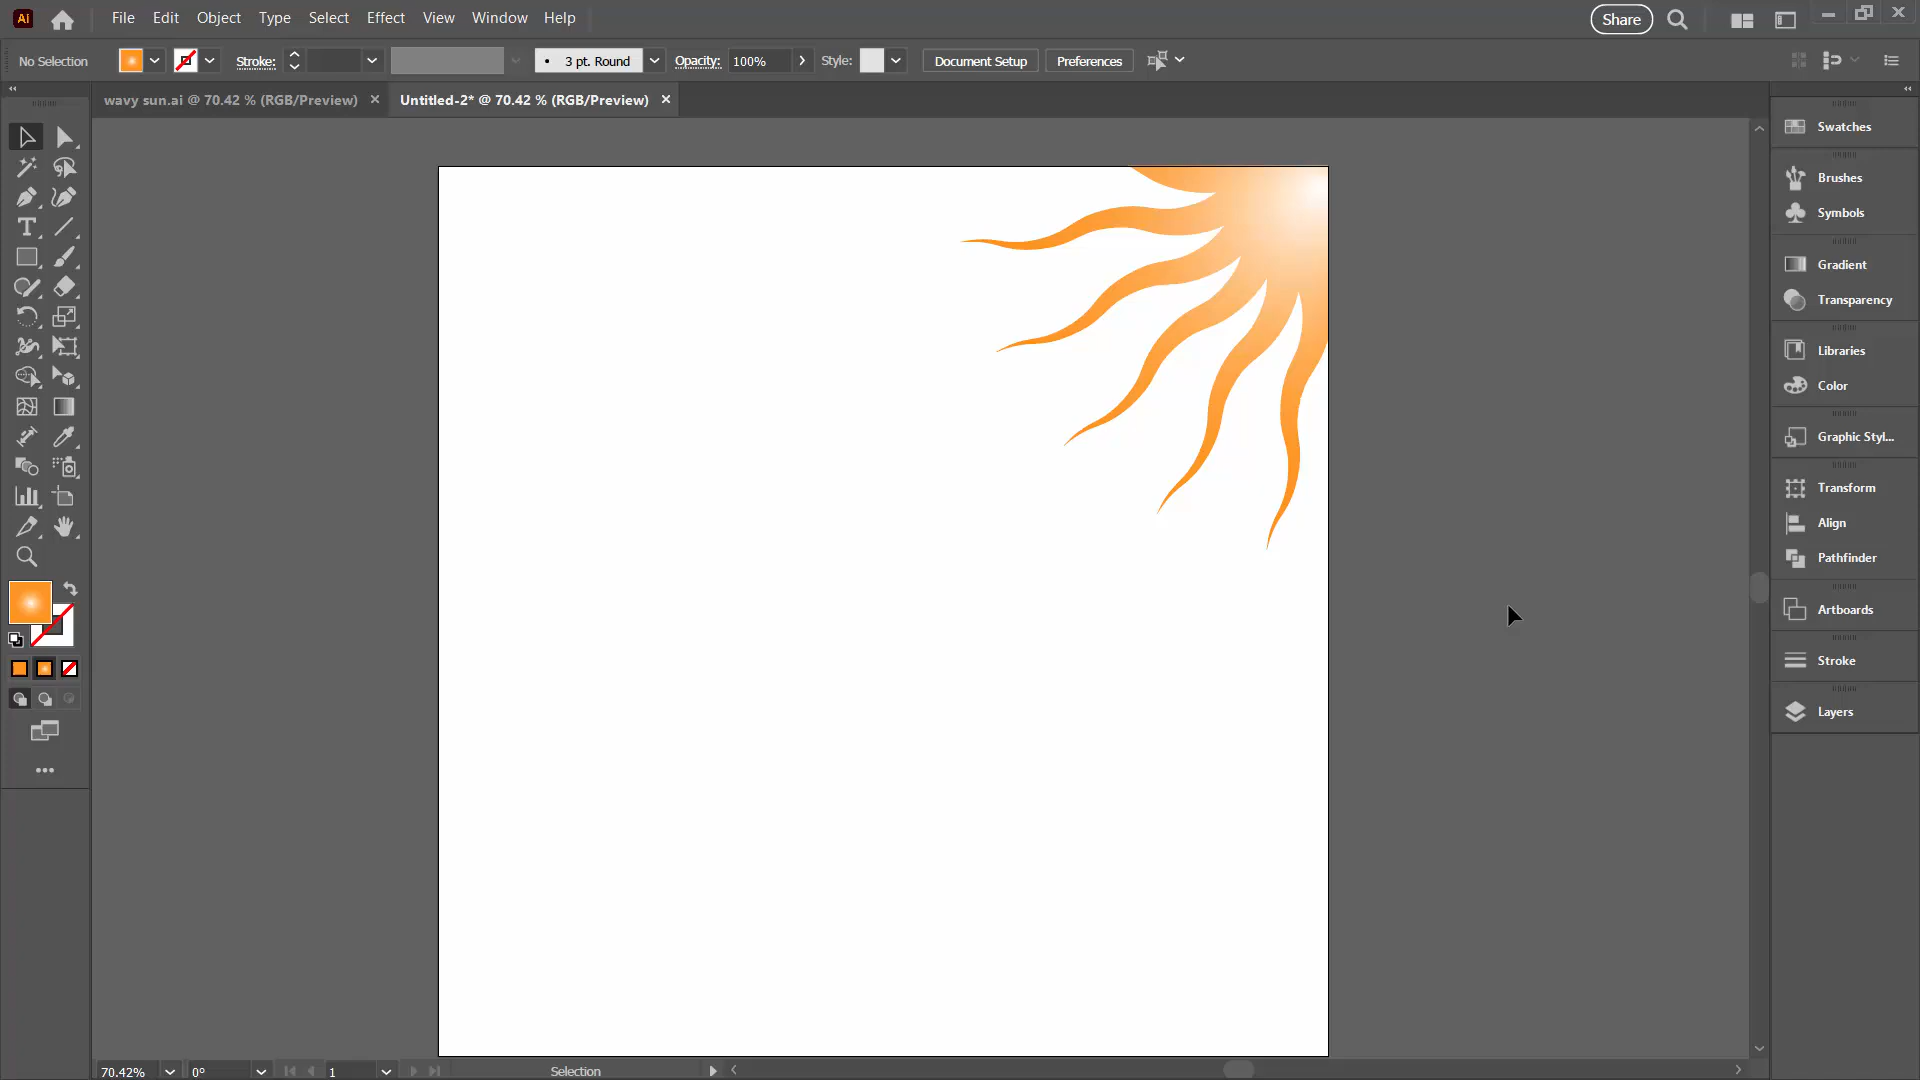 Ai File Edit Object Type Select Effect View Window Help Share
No Selection Stroke: 3 pt. Round Opacity: 100% Style: Document Setup Preferences
wavy sun.ai @ 70.42 % (RGB/Preview) Untitled-2* @ 70.42 % (RGB/Preview)
Swatches
Brushes
Symbols
Gradient
Transparency
Libraries
Color
Graphic Styl...
Transform
Align
Pathfinder
Artboards
Stroke
Layers
70.42% 0° 1 Selection